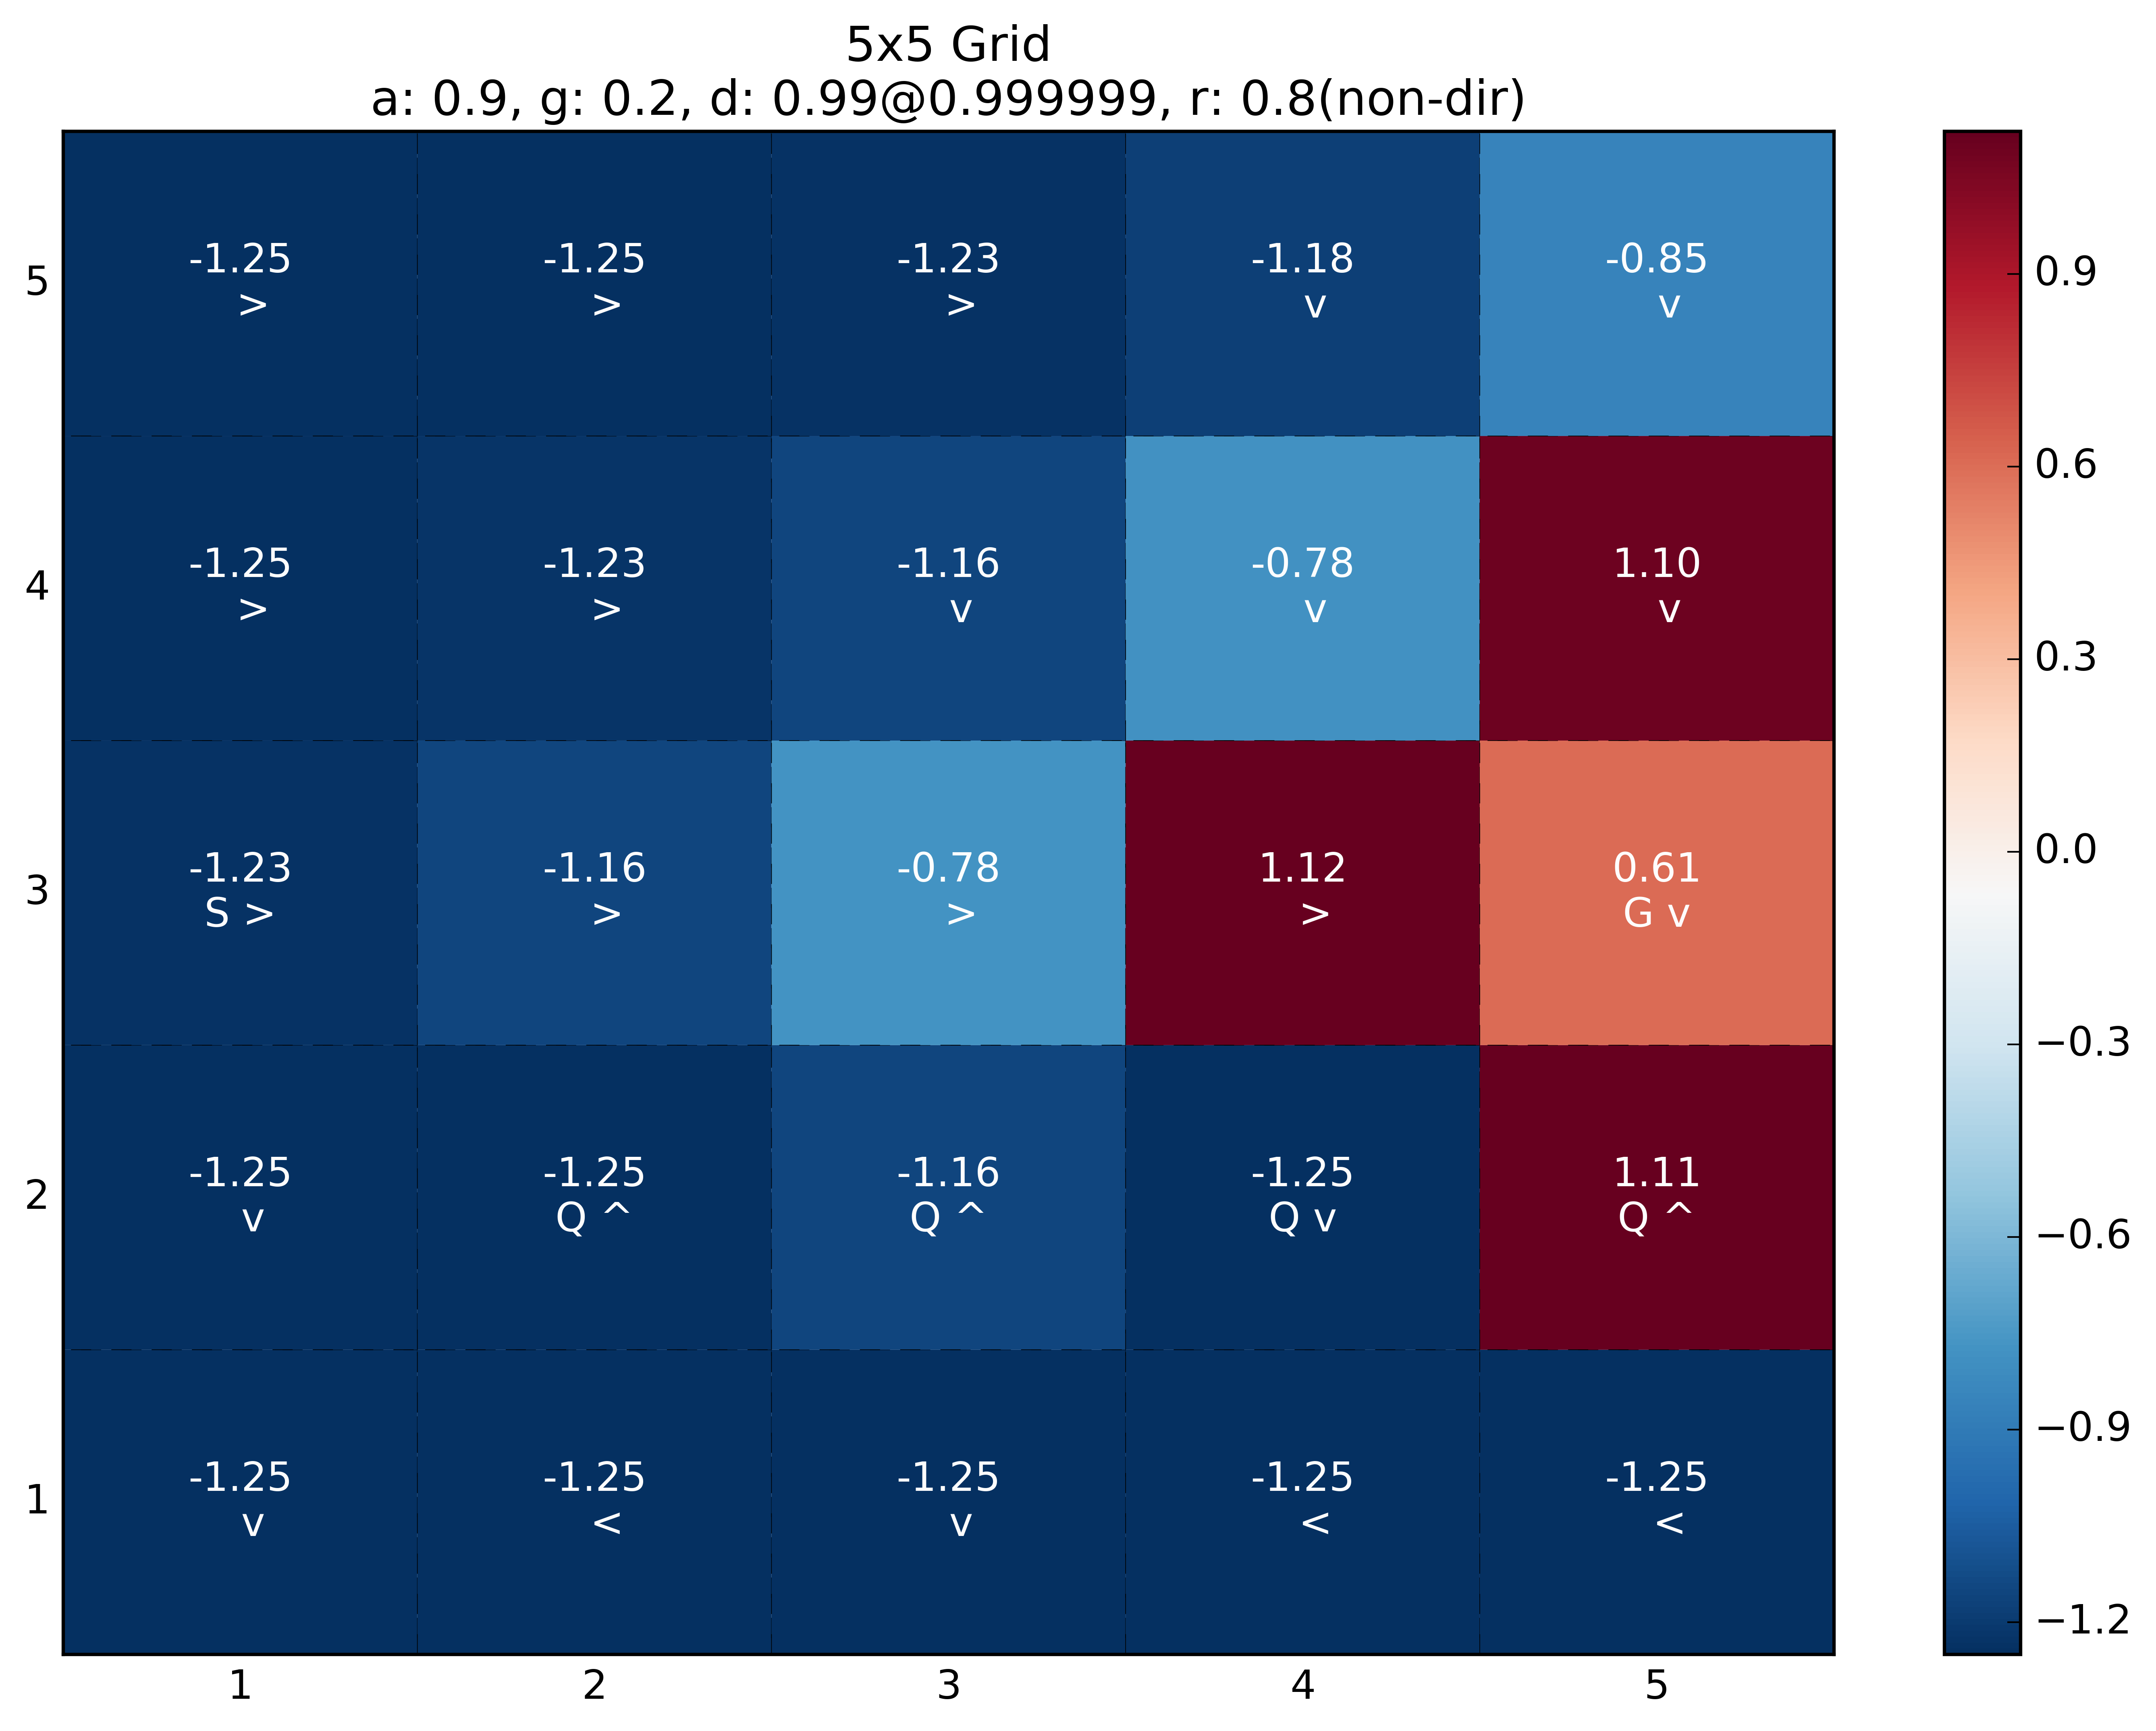 5x5 Grid
a: 0.9, g: 0.2, d: 0.99@0.999999, r: 0.8(non-dir)
5
-1.25 -1.25 -1.23 -1.18 -0.85
> > > v v
4
-1.25 -1.23 -1.16 -0.78 1.10
> > v v v
3
-1.23 -1.16 -0.78 1.12 0.61
S > > > > G v
2
-1.25 -1.25 -1.16 -1.25 1.11
v Q ^ Q ^ Q v Q ^
1
-1.25 -1.25 -1.25 -1.25 -1.25
v < v < <
1 2 3 4 5
0.9
0.6
0.3
0.0
−0.3
−0.6
−0.9
−1.2